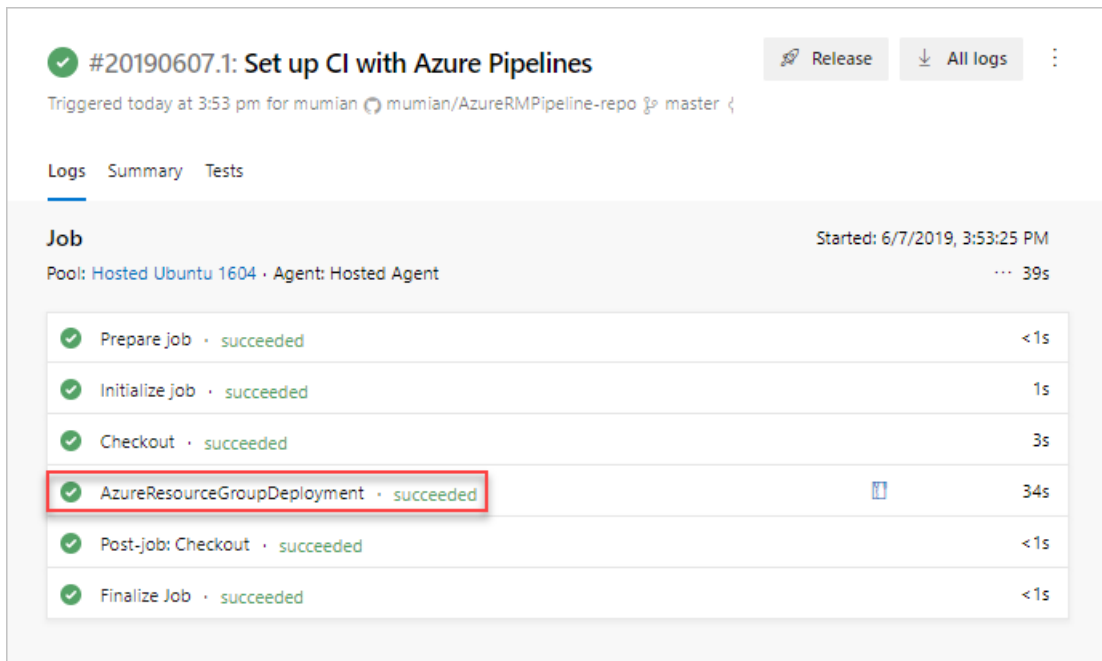 #20190607.1: Set up CI with Azure Pipelines
Release
All logs
Triggered today at 3:53 pm for mumian mumian/AzureRMPipeline-repo master
Logs Summary Tests
Job
Started: 6/7/2019, 3:53:25 PM
Pool: Hosted Ubuntu 1604 · Agent: Hosted Agent
··· 39s
Prepare job · succeeded <1s
Initialize job · succeeded 1s
Checkout · succeeded 3s
AzureResourceGroupDeployment · succeeded 34s
Post-job: Checkout · succeeded <1s
Finalize Job · succeeded <1s